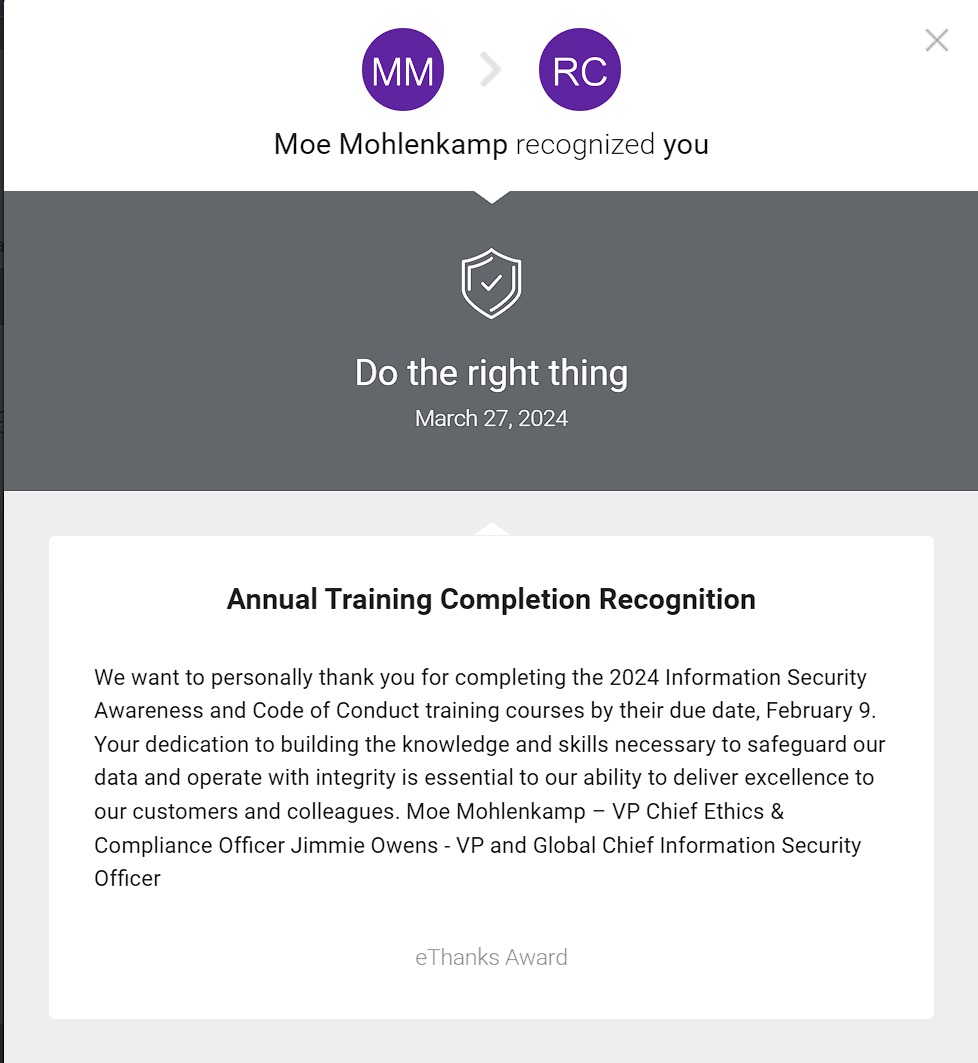 MM
RC
Moe Mohlenkamp recognized you
Do the right thing
March 27, 2024
Annual Training Completion Recognition
We want to personally thank you for completing the 2024 Information Security
Awareness and Code of Conduct training courses by their due date, February 9.
Your dedication to building the knowledge and skills necessary to safeguard our
data and operate with integrity is essential to our ability to deliver excellence to
our customers and colleagues. Moe Mohlenkamp – VP Chief Ethics &
Compliance Officer Jimmie Owens - VP and Global Chief Information Security
Officer
eThanks Award